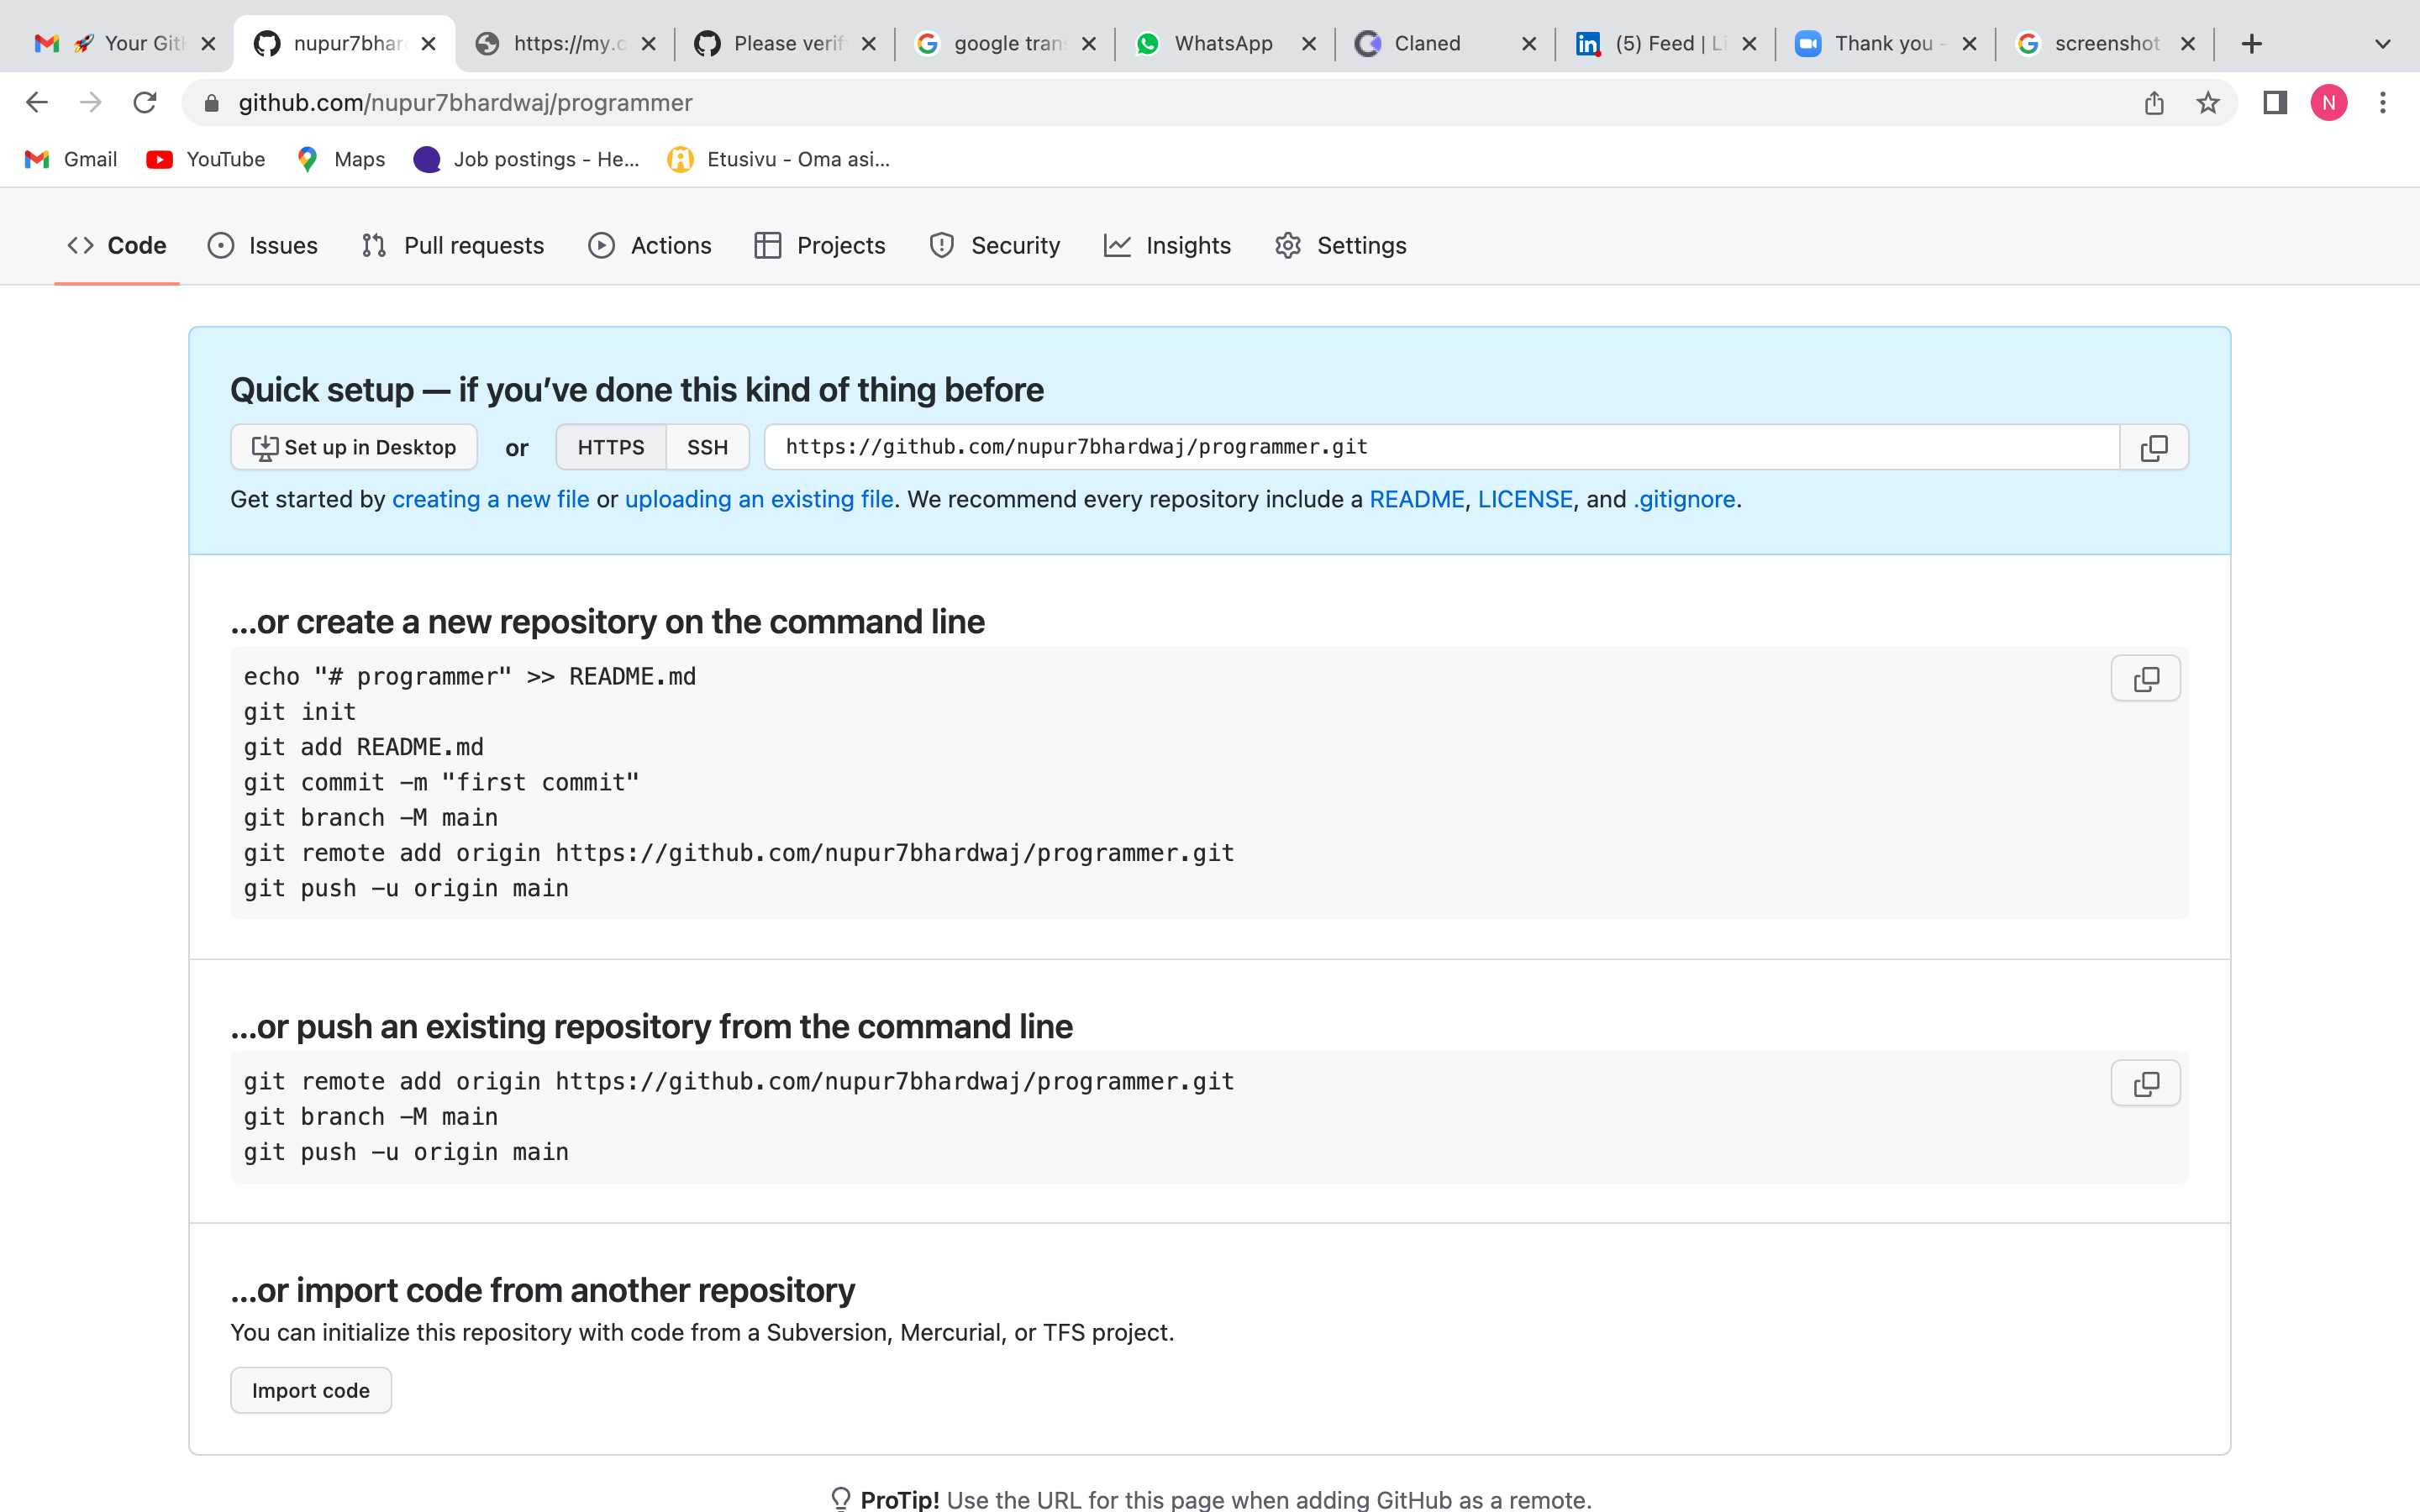 Your Git
nupur7bhar
https://my.c
Please verif
google tran
WhatsApp
Claned
(5) Feed | Li
Thank you -
screenshot
github.com/nupur7bhardwaj/programmer
N
Gmail
YouTube
Maps
Job postings - He...
Etusivu - Oma asi...
Code
Issues
Pull requests
Actions
Projects
Security
Insights
Settings
Quick setup — if you’ve done this kind of thing before
Set up in Desktop
or
HTTPS
SSH
https://github.com/nupur7bhardwaj/programmer.git
Get started by creating a new file or uploading an existing file. We recommend every repository include a README, LICENSE, and .gitignore.
…or create a new repository on the command line
echo "# programmer" >> README.md
git init
git add README.md
git commit -m "first commit"
git branch -M main
git remote add origin https://github.com/nupur7bhardwaj/programmer.git
git push -u origin main
…or push an existing repository from the command line
git remote add origin https://github.com/nupur7bhardwaj/programmer.git
git branch -M main
git push -u origin main
…or import code from another repository
You can initialize this repository with code from a Subversion, Mercurial, or TFS project.
Import code
ProTip! Use the URL for this page when adding GitHub as a remote.